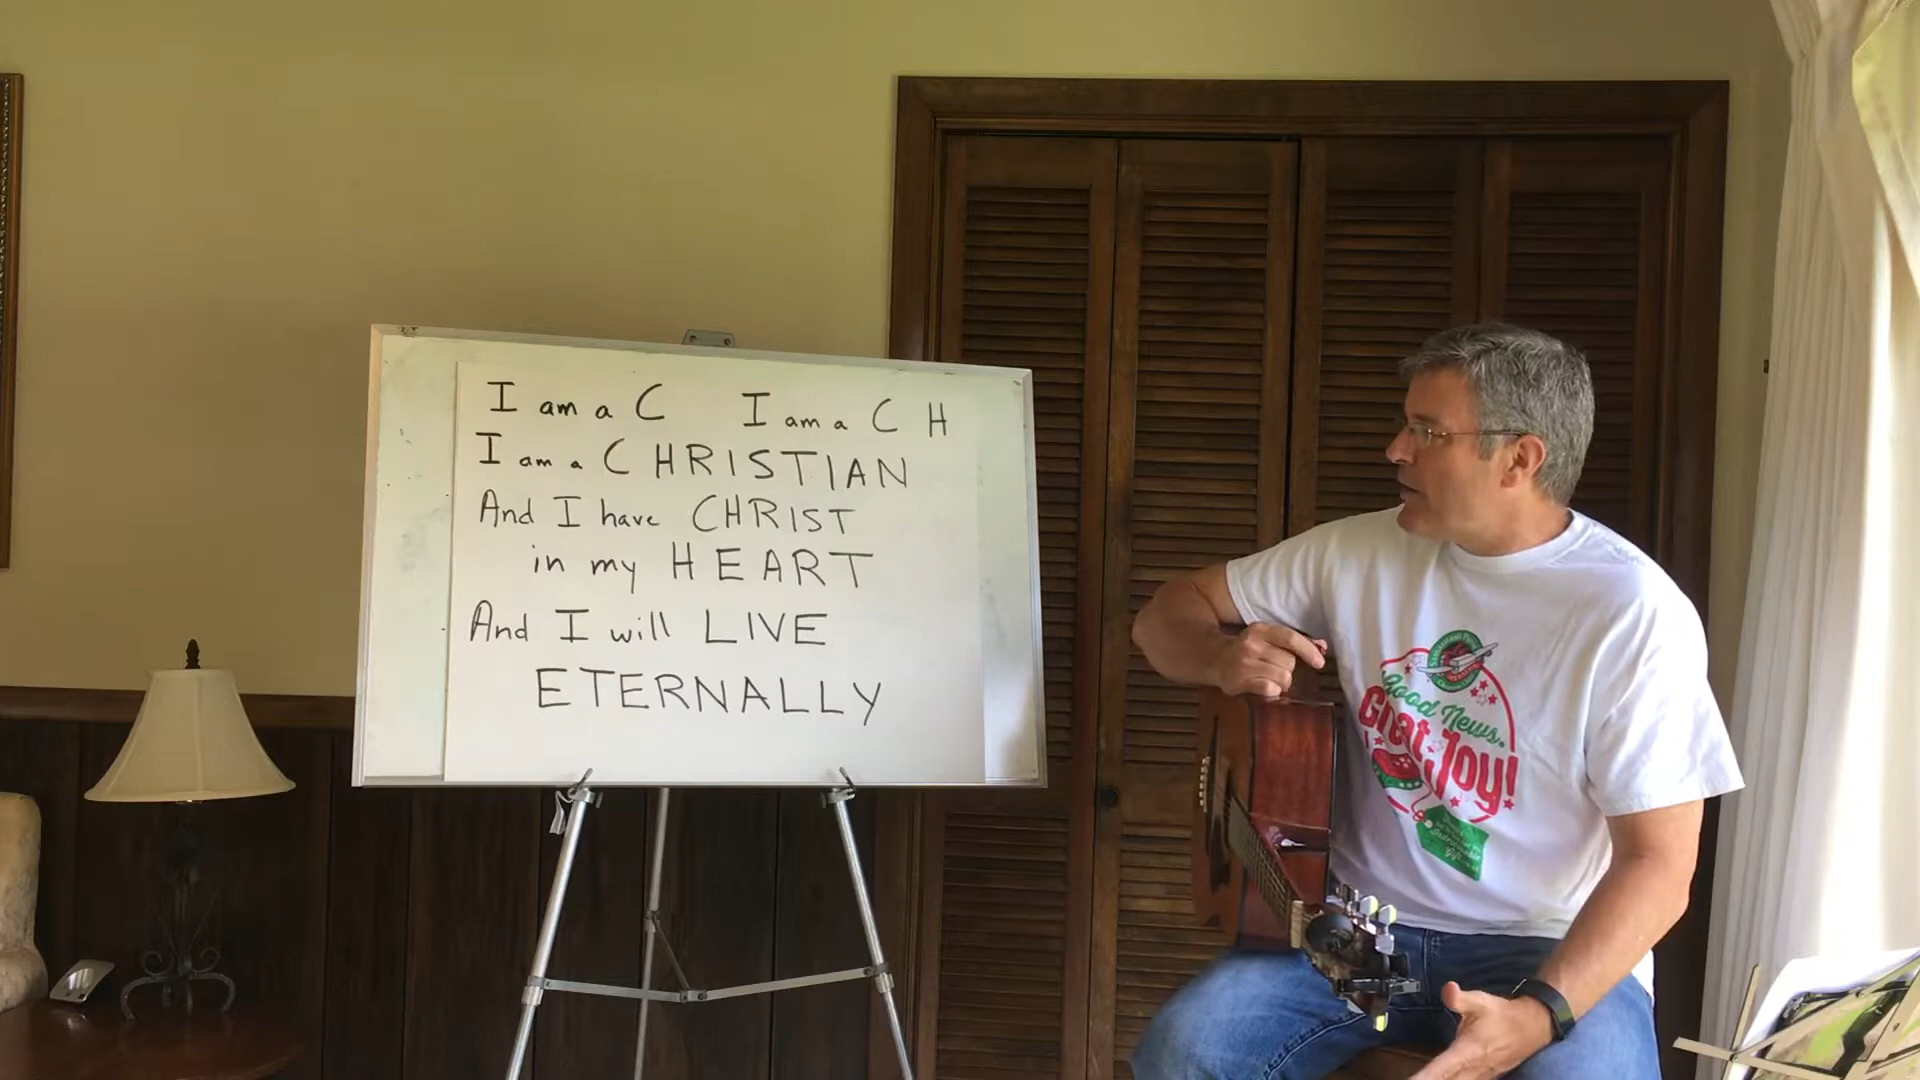 I am a C I am a C H
I am a CHRISTIAN
And I have CHRIST
in my HEART
And I will LIVE
ETERNALLY
Good News.
Great Joy!